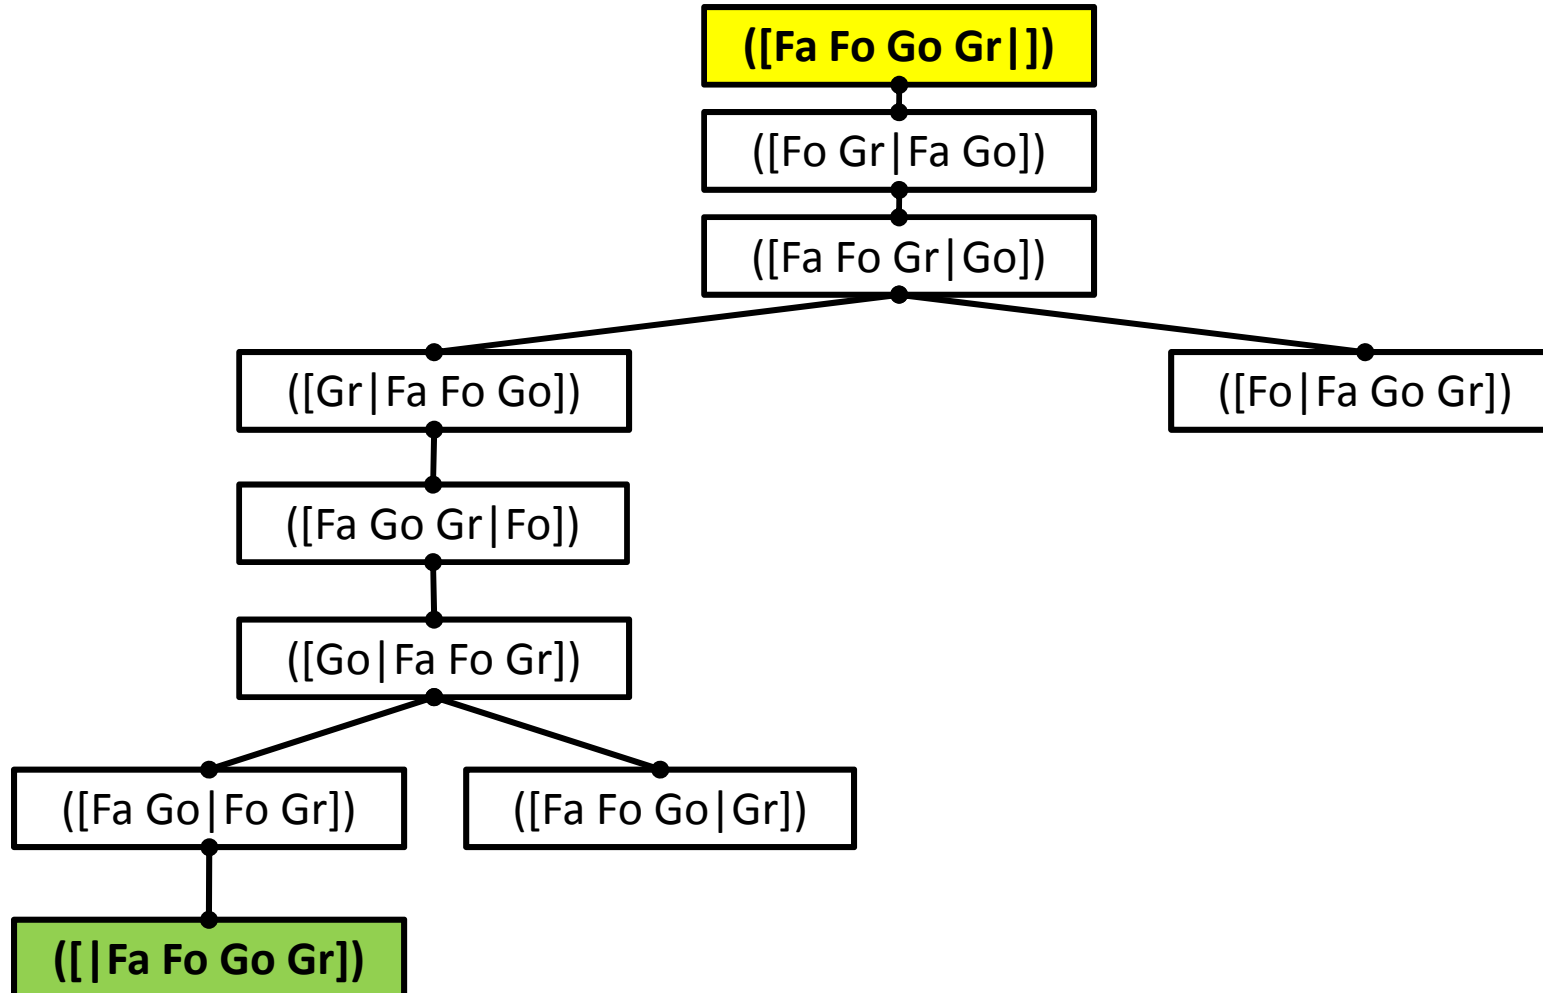 ([Fa Fo Go Gr|])
([Fo Gr|Fa Go])
([Fa Fo Gr|Go])
([Gr|Fa Fo Go])
([Fo|Fa Go Gr])
([Fa Go Gr|Fo])
([Go|Fa Fo Gr])
([Fa Go|Fo Gr])
([Fa Fo Go|Gr])
([|Fa Fo Go Gr])